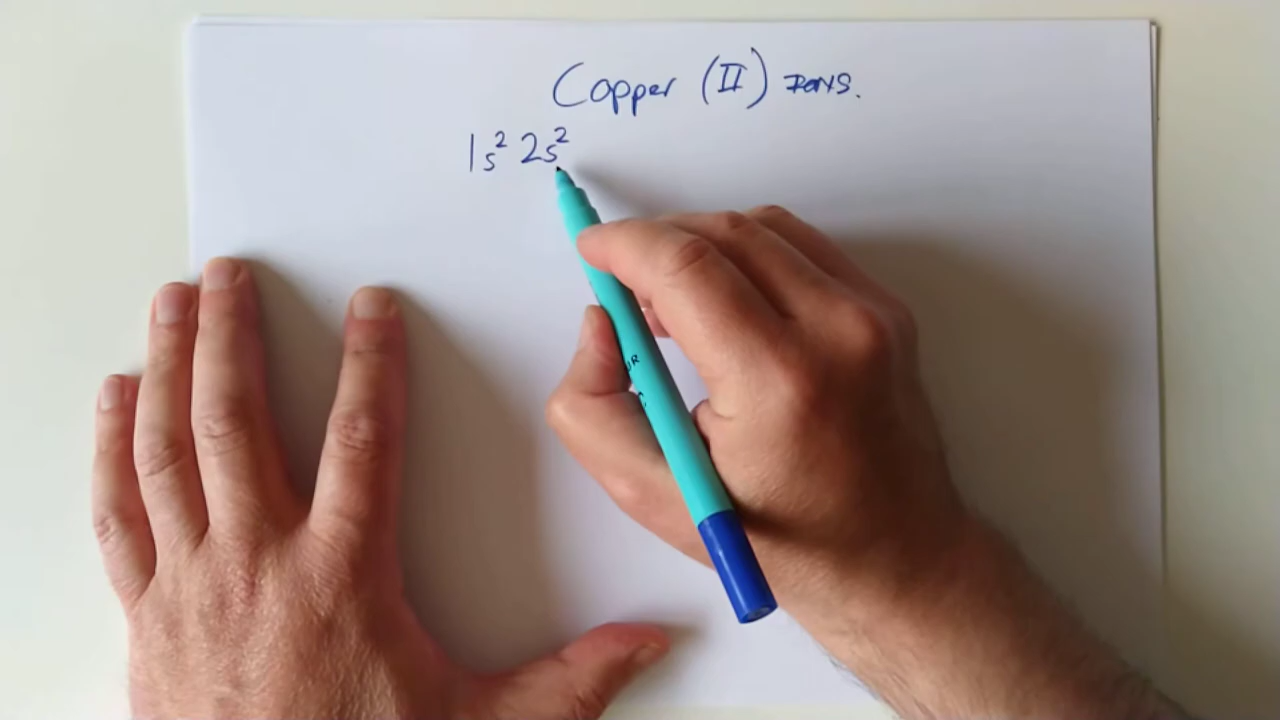 Copper (II) IONS.
1s² 2s²